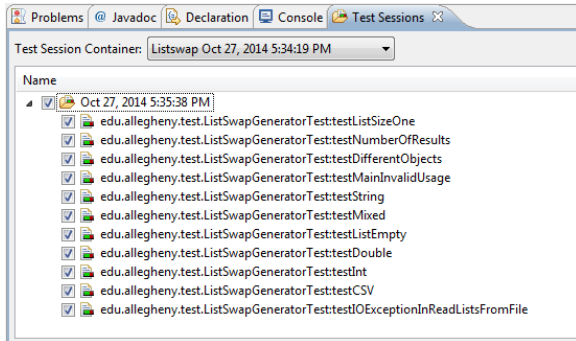 Problems @ Javadoc Declaration Console Test Sessions
Test Session Container: Listswap Oct 27, 2014 5:34:19 PM
Name
Oct 27, 2014 5:35:38 PM
edu.allegheny.test.ListSwapGeneratorTest:testListSizeOne
edu.allegheny.test.ListSwapGeneratorTest:testNumberOfResults
edu.allegheny.test.ListSwapGeneratorTest:testDifferentObjects
edu.allegheny.test.ListSwapGeneratorTest:testMainInvalidUsage
edu.allegheny.test.ListSwapGeneratorTest:testString
edu.allegheny.test.ListSwapGeneratorTest:testMixed
edu.allegheny.test.ListSwapGeneratorTest:testListEmpty
edu.allegheny.test.ListSwapGeneratorTest:testDouble
edu.allegheny.test.ListSwapGeneratorTest:testInt
edu.allegheny.test.ListSwapGeneratorTest:testCSV
edu.allegheny.test.ListSwapGeneratorTest:testIOExceptionInReadListsFromFile